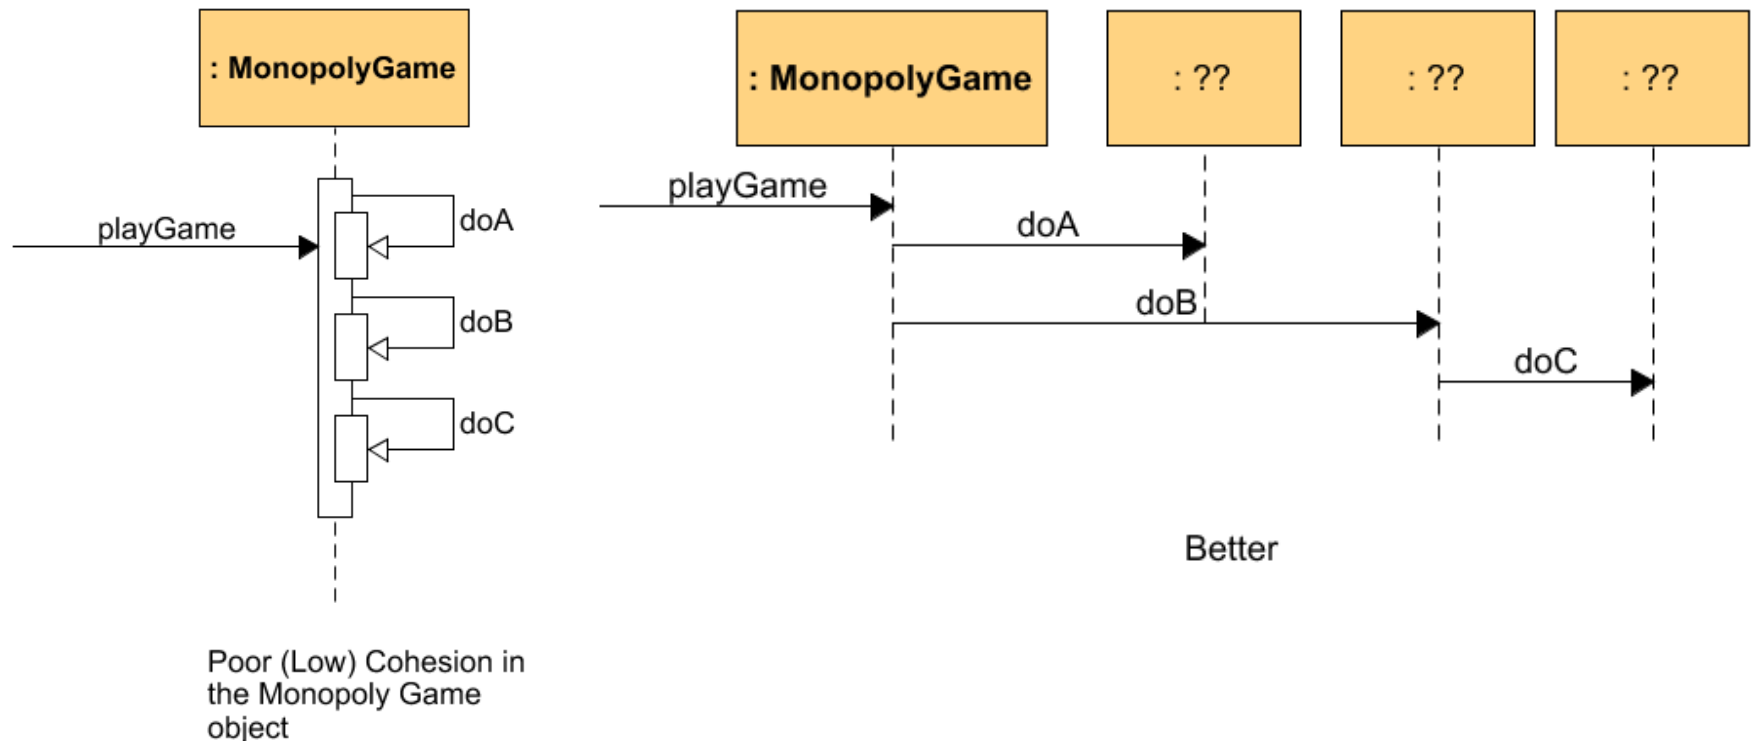 : MonopolyGame
playGame
doA
doB
doC
Poor (Low) Cohesion in
the Monopoly Game
object
: MonopolyGame
: ??
: ??
: ??
playGame
doA
doB
doC
Better